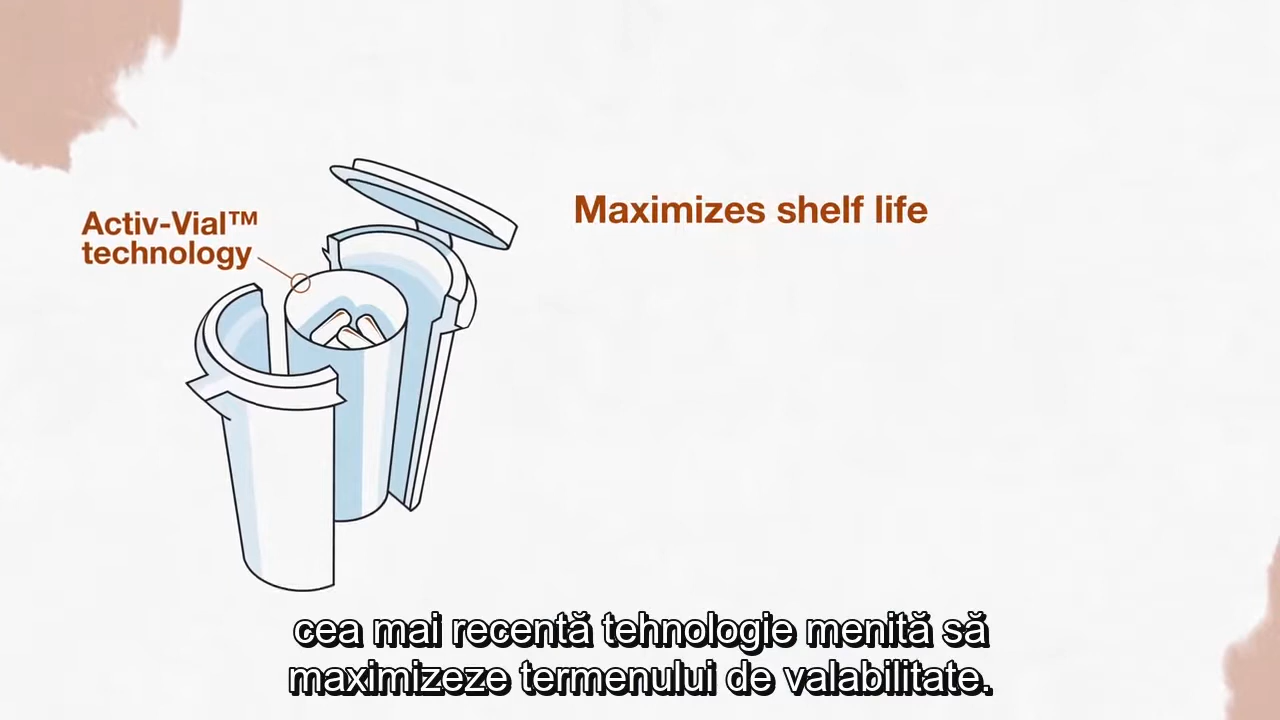 Activ-Vial™
technology
Maximizes shelf life
cea mai recentă tehnologie menită să
maximizeze termenului de valabilitate.